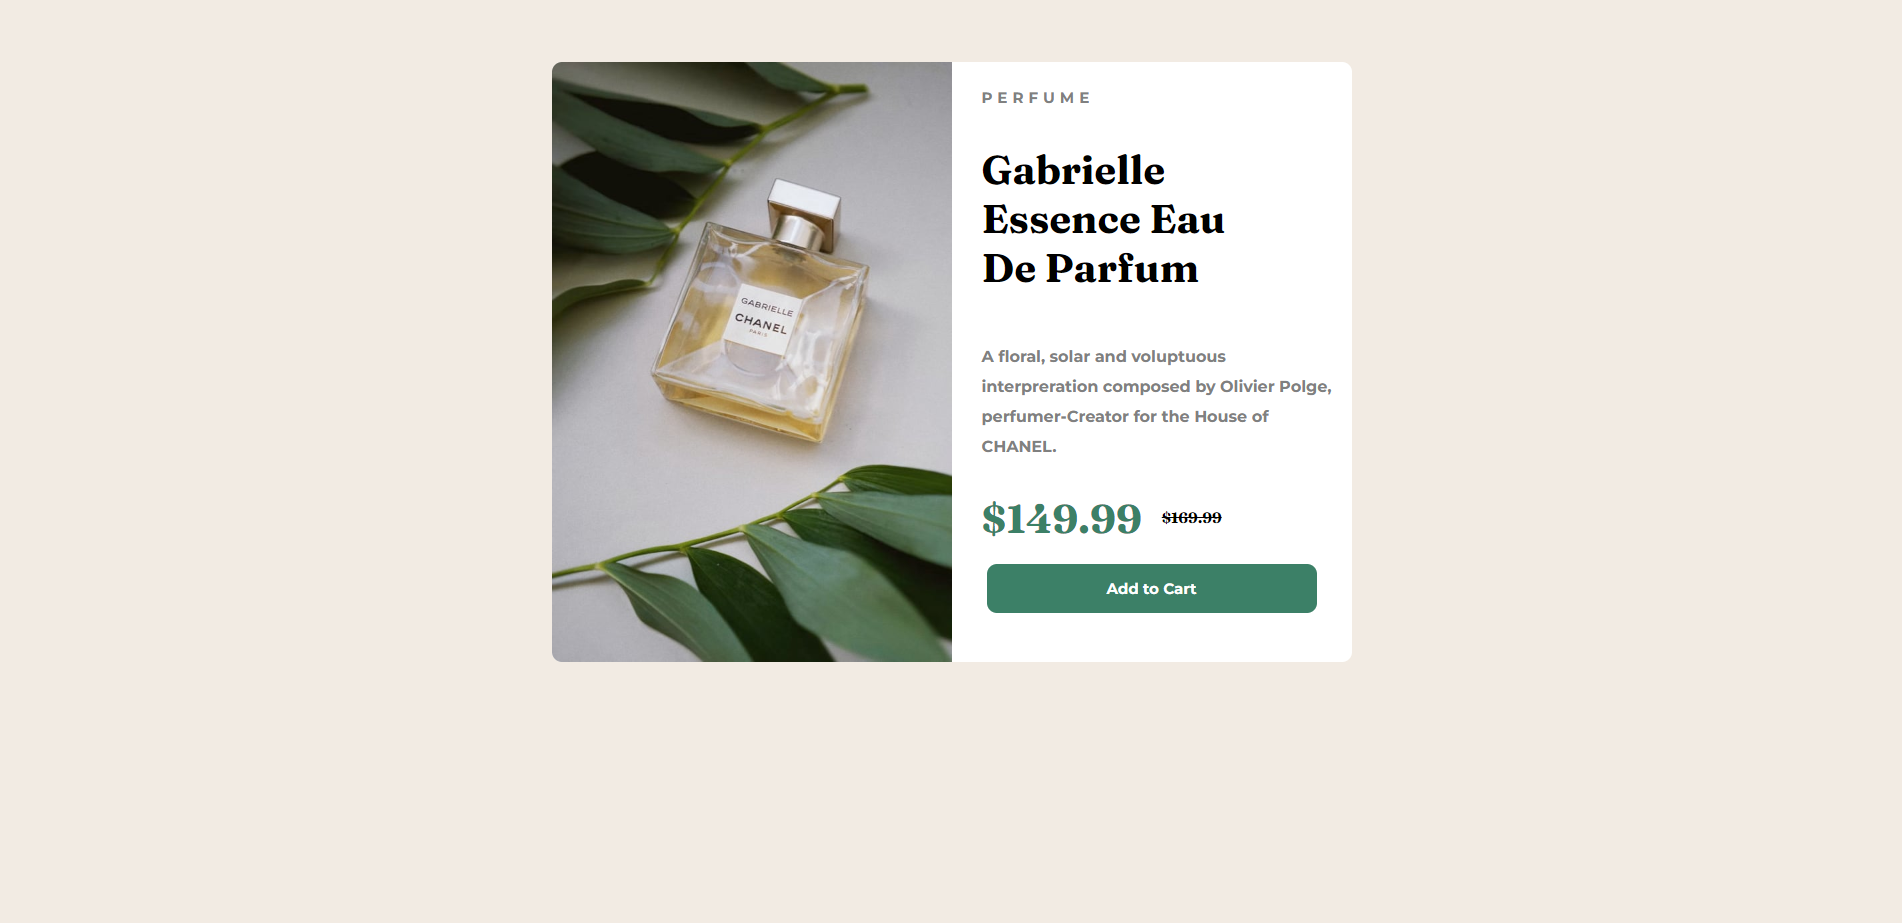 PERFUME
Gabrielle
Essence Eau
De Parfum
GABRIELLE
CHANEL
PARIS
A floral, solar and voluptuous
interpreration composed by Olivier Polge,
perfumer-Creator for the House of
CHANEL.
$149.99 $169.99
Add to Cart